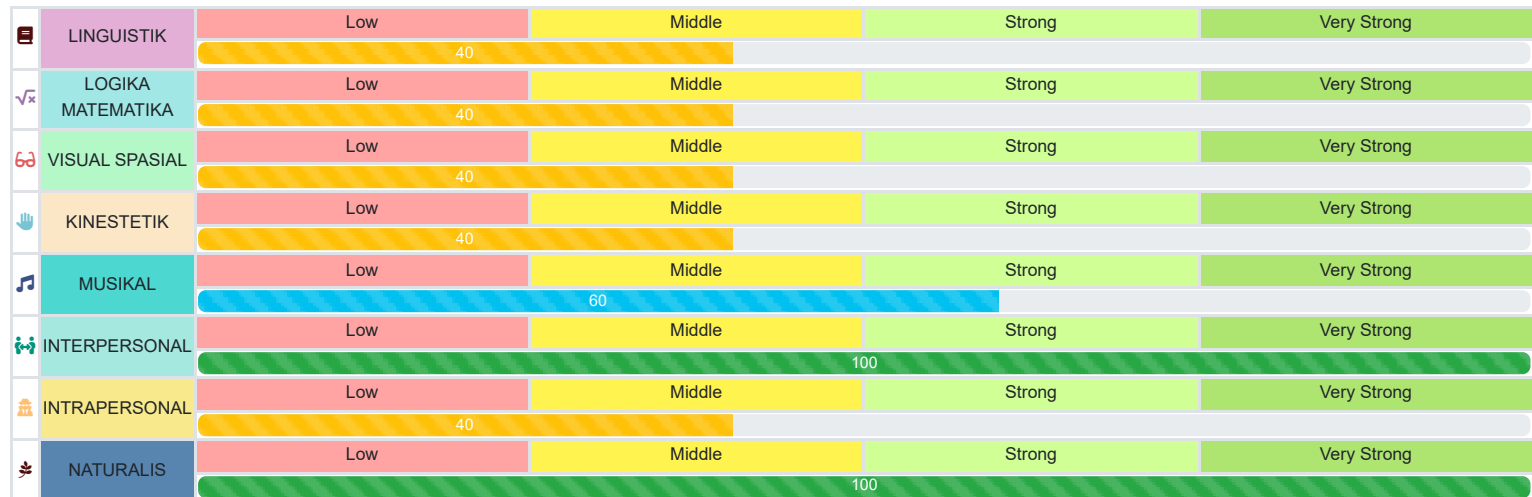 LINGUISTIK
Low Middle Strong Very Strong
40
LOGIKA
MATEMATIKA
Low Middle Strong Very Strong
40
VISUAL SPASIAL
Low Middle Strong Very Strong
40
KINESTETIK
Low Middle Strong Very Strong
40
MUSIKAL
Low Middle Strong Very Strong
60
INTERPERSONAL
Low Middle Strong Very Strong
100
INTRAPERSONAL
Low Middle Strong Very Strong
40
NATURALIS
Low Middle Strong Very Strong
100